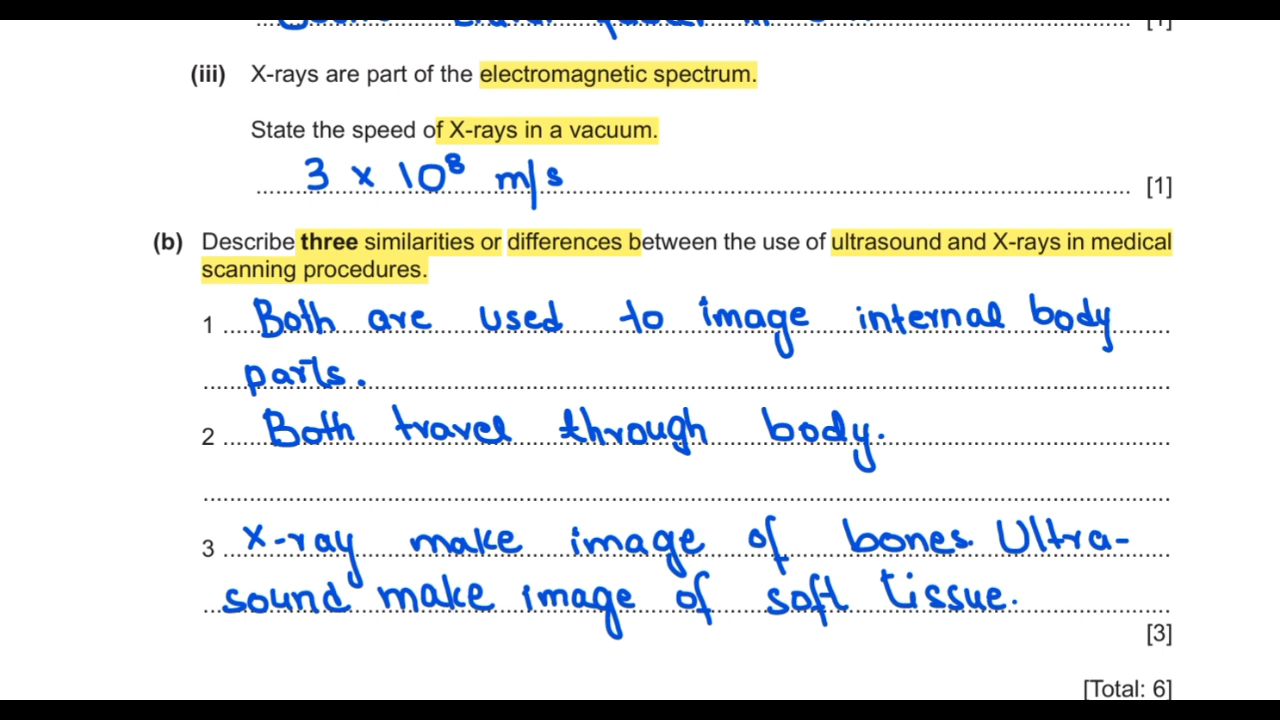 [1]
(iii) X-rays are part of the electromagnetic spectrum.
State the speed of X-rays in a vacuum.
3 x 10⁸ m/s [1]
(b) Describe three similarities or differences between the use of ultrasound and X-rays in medical
scanning procedures.
1 Both are used to image internal body
parts.
2 Both travel through body.
3 X-ray make image of bones. Ultra-
sound make image of soft tissue.
[3]
[Total: 6]